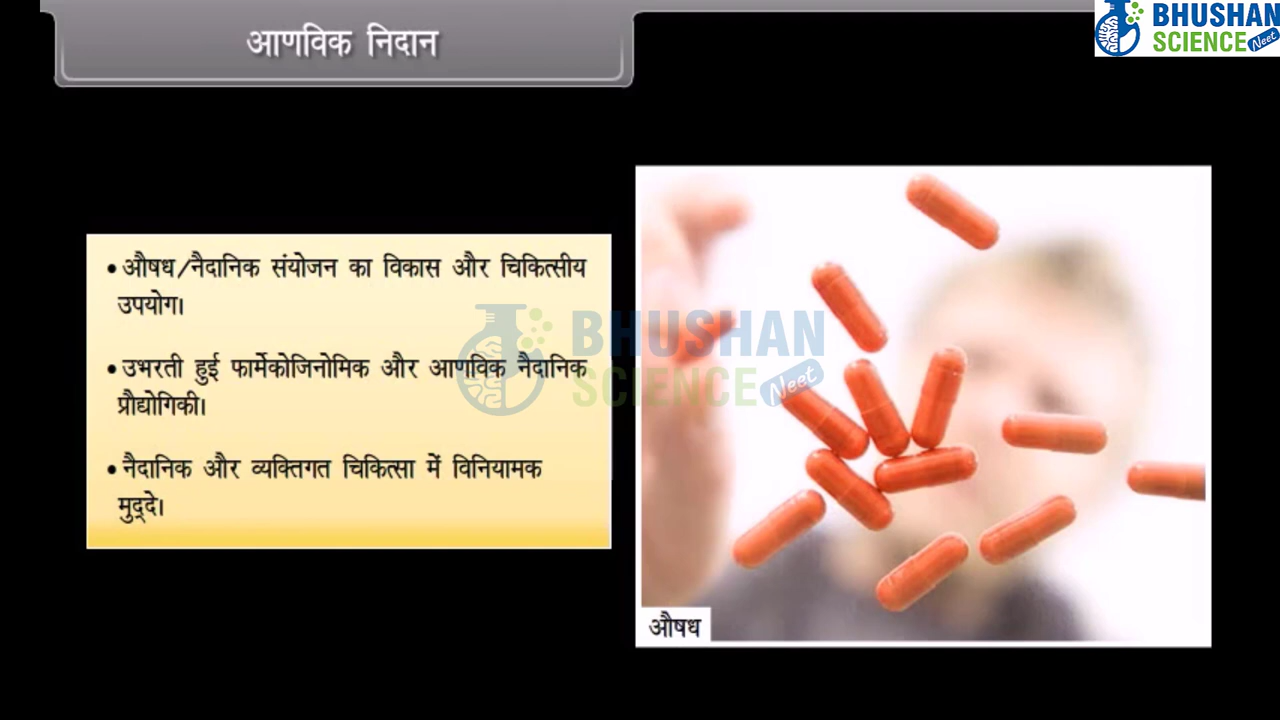 आणविक निदान
BHUSHAN
SCIENCE Neet
• औषध/नैदानिक संयोजन का विकास और चिकित्सीय
उपयोग।
• उभरती हुई फार्मेकोजिनोमिक और आणविक नैदानिक
प्रौद्योगिकी।
• नैदानिक और व्यक्तिगत चिकित्सा में विनियामक
मुद्‌दे।
BHUSHAN
SCIENCE Neet
औषध